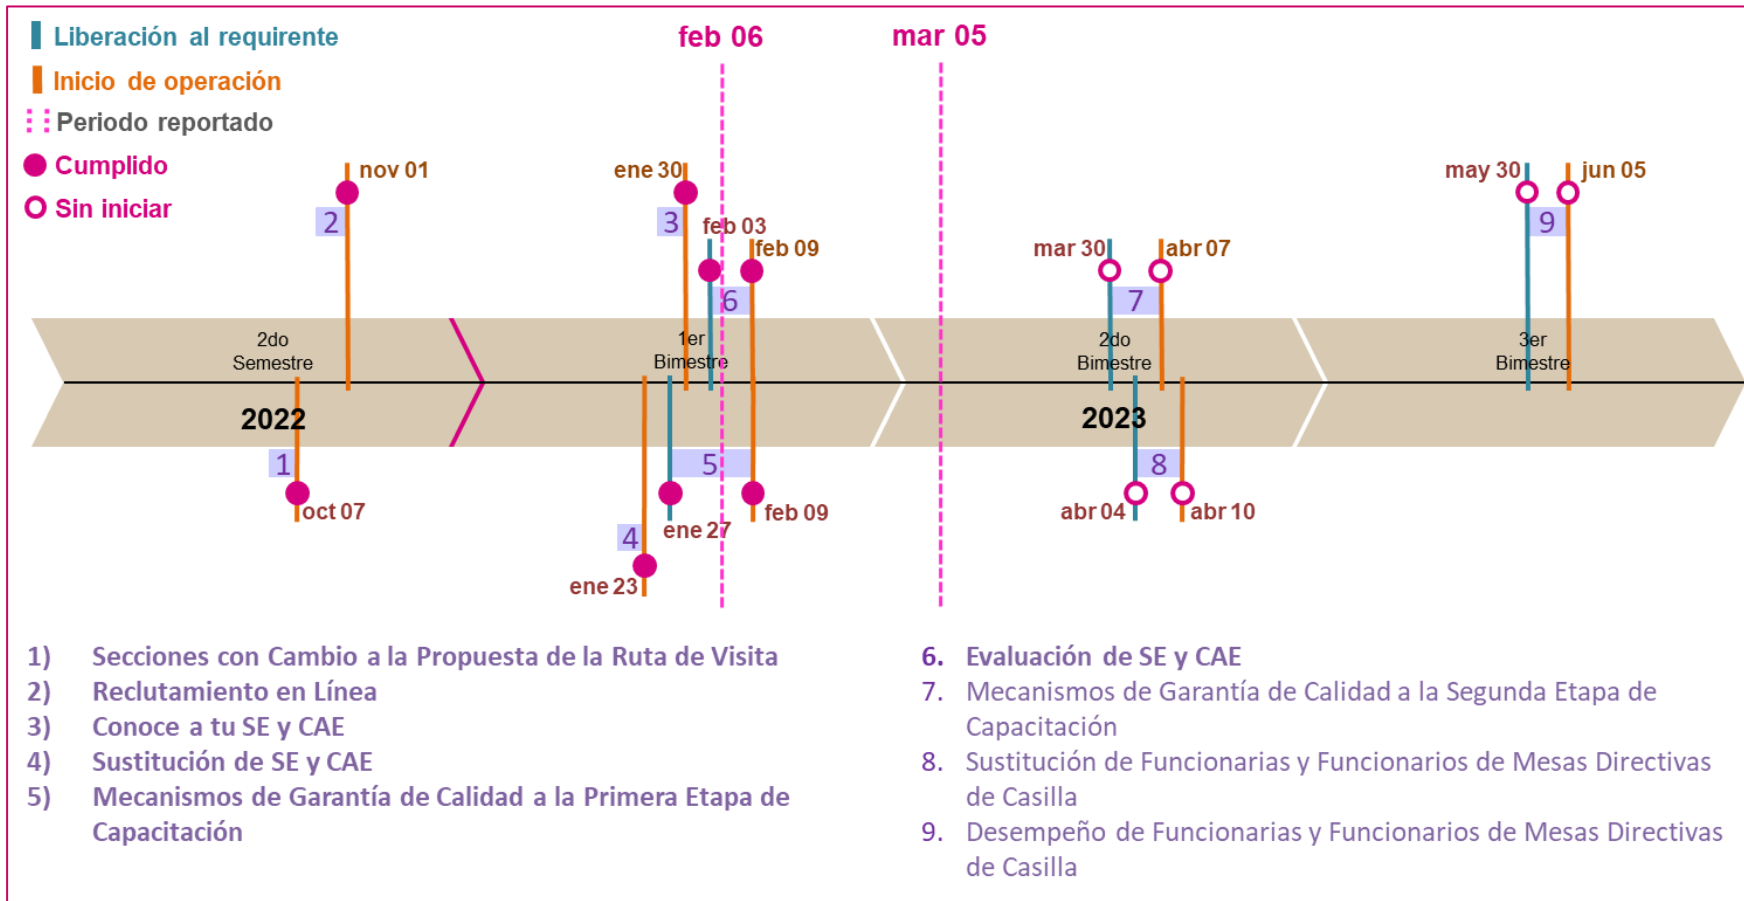 Liberación al requirente
Inicio de operación
Periodo reportado
Cumplido
Sin iniciar
feb 06
mar 05
nov 01
ene 30
may 30
jun 05
2
3
feb 03
9
feb 09
mar 30
abr 07
6
7
2do
Semestre
1er
Bimestre
2do
Bimestre
3er
Bimestre
2022
2023
1
5
8
oct 07
ene 27
feb 09
abr 04
abr 10
4
ene 23
1) Secciones con Cambio a la Propuesta de la Ruta de Visita
2) Reclutamiento en Línea
3) Conoce a tu SE y CAE
4) Sustitución de SE y CAE
5) Mecanismos de Garantía de Calidad a la Primera Etapa de
Capacitación
6. Evaluación de SE y CAE
7. Mecanismos de Garantía de Calidad a la Segunda Etapa de
Capacitación
8. Sustitución de Funcionarias y Funcionarios de Mesas Directivas
de Casilla
9. Desempeño de Funcionarias y Funcionarios de Mesas Directivas
de Casilla